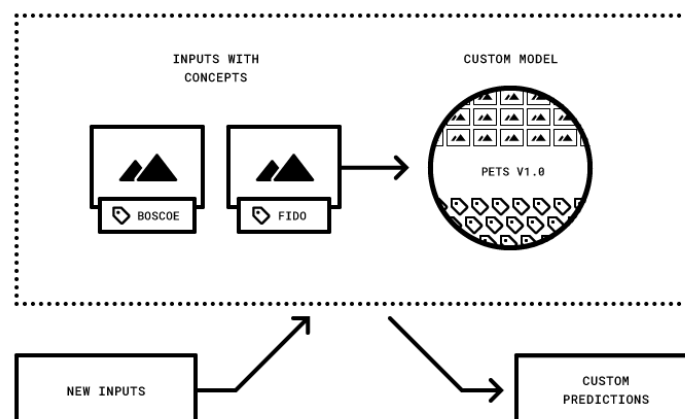 INPUTS WITH
CONCEPTS
CUSTOM MODEL
PETS V1.0
BOSCOE
FIDO
NEW INPUTS
CUSTOM
PREDICTIONS